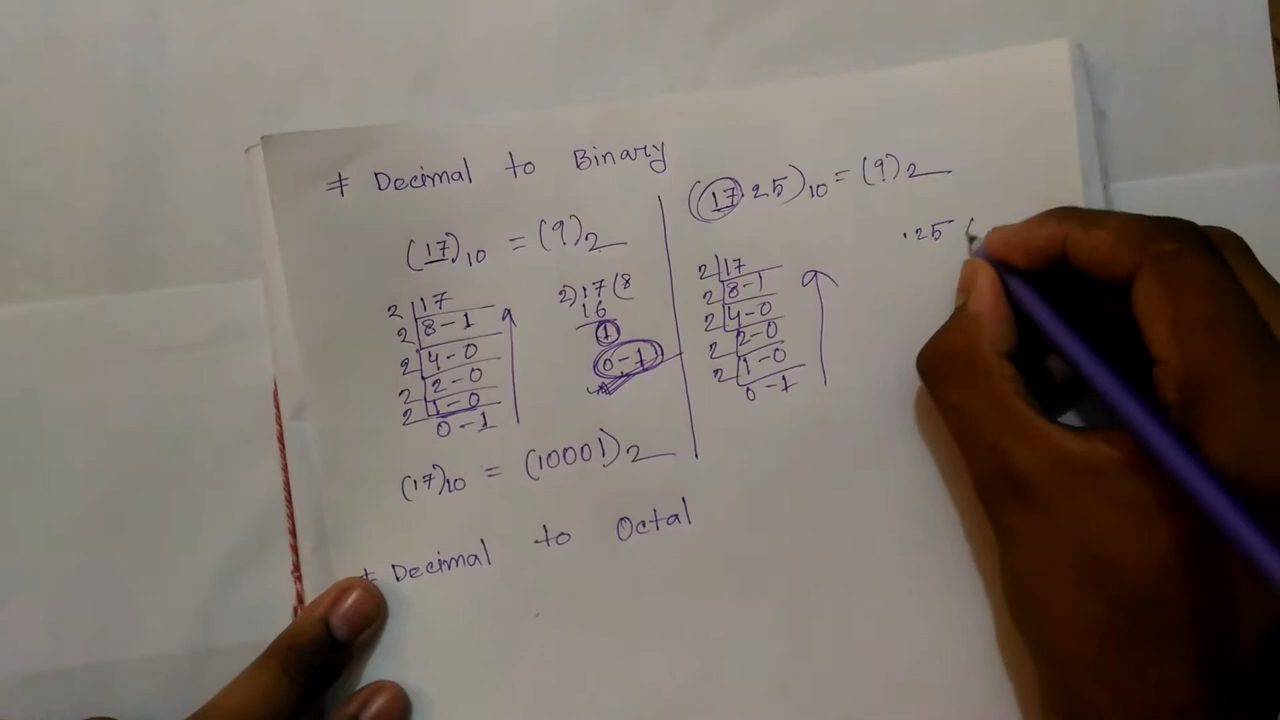 # Decimal to Binary
(17)10 = (?)2
2 | 17
2 | 8 - 1
2 | 4 - 0
2 | 2 - 0
2 | 1 - 0
0 - 1
2) 17 (8
16
1
0 - 1
(17)10 = (10001)2
(17.25)10 = (?)2
2 | 17
2 | 8 - 1
2 | 4 - 0
2 | 2 - 0
2 | 1 - 0
0 - 1
.25
# Decimal to Octal